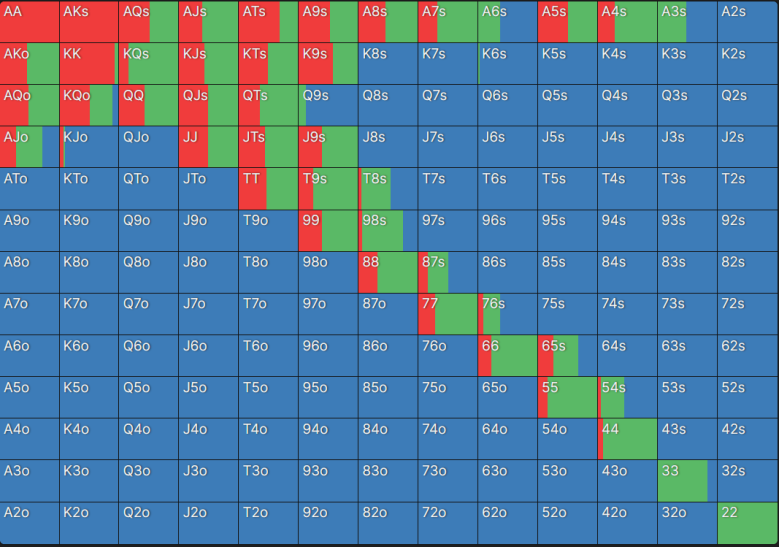 AA AKs AQs AJs ATs A9s A8s A7s A6s A5s A4s A3s A2s
AKo KK KQs KJs KTs K9s K8s K7s K6s K5s K4s K3s K2s
AQo KQo QQ QJs QTs Q9s Q8s Q7s Q6s Q5s Q4s Q3s Q2s
AJo KJo QJo JJ JTs J9s J8s J7s J6s J5s J4s J3s J2s
ATo KTo QTo JTo TT T9s T8s T7s T6s T5s T4s T3s T2s
A9o K9o Q9o J9o T9o 99 98s 97s 96s 95s 94s 93s 92s
A8o K8o Q8o J8o T8o 98o 88 87s 86s 85s 84s 83s 82s
A7o K7o Q7o J7o T7o 97o 87o 77 76s 75s 74s 73s 72s
A6o K6o Q6o J6o T6o 96o 86o 76o 66 65s 64s 63s 62s
A5o K5o Q5o J5o T5o 95o 85o 75o 65o 55 54s 53s 52s
A4o K4o Q4o J4o T4o 94o 84o 74o 64o 54o 44 43s 42s
A3o K3o Q3o J3o T3o 93o 83o 73o 63o 53o 43o 33 32s
A2o K2o Q2o J2o T2o 92o 82o 72o 62o 52o 42o 32o 22